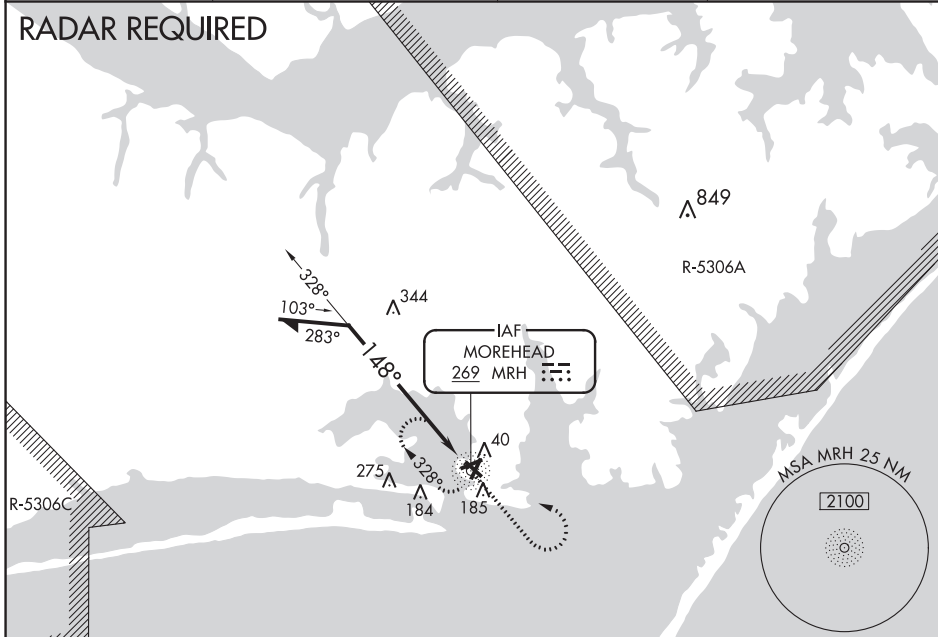 RADAR REQUIRED
849
R-5306A
328°
103°
344
283°
148°
IAF
MOREHEAD
269 MRH
40
328°
275
184
185
R-5306C
MSA MRH 25 NM
2100